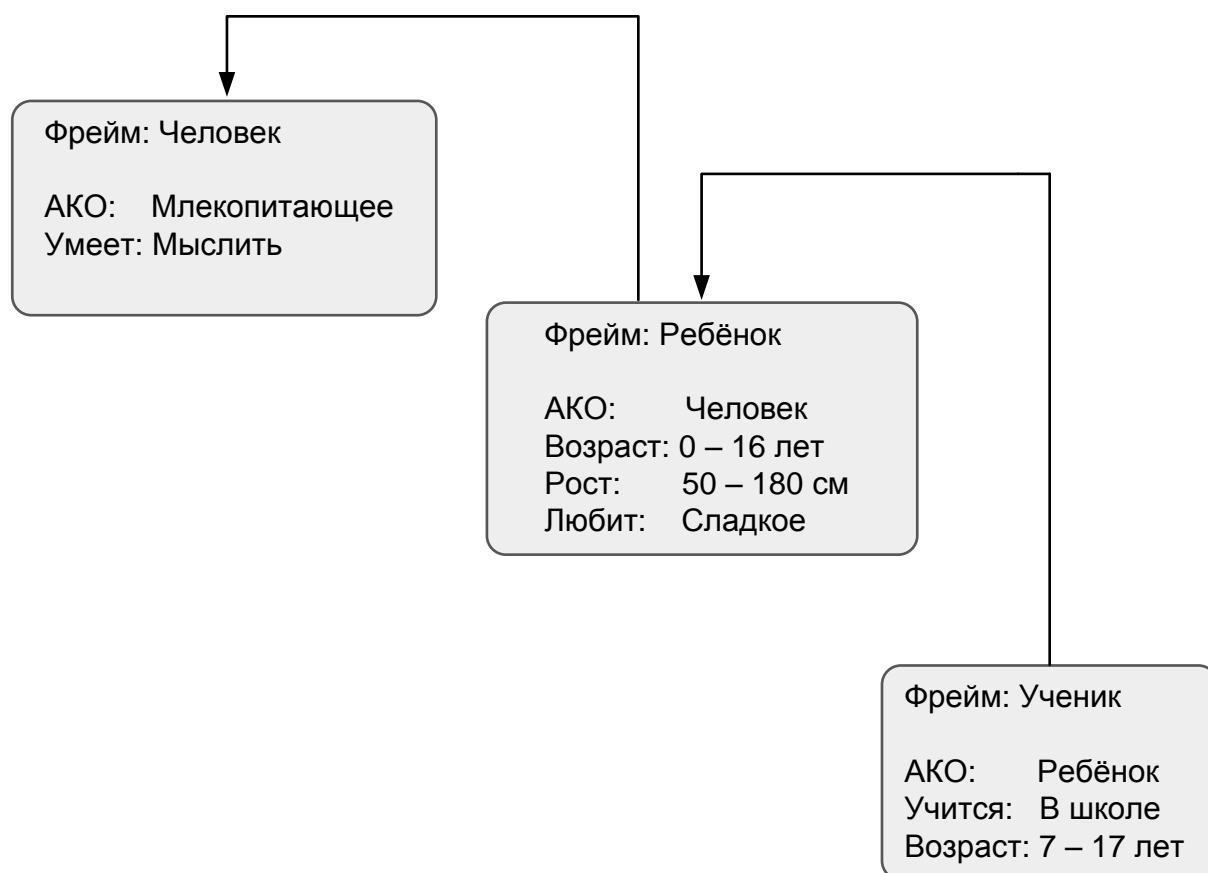 Фрейм: Человек
АКО: Млекопитающее
Умеет: Мыслить
Фрейм: Ребёнок
АКО: Человек
Возраст: 0 – 16 лет
Рост: 50 – 180 см
Любит: Сладкое
Фрейм: Ученик
АКО: Ребёнок
Учится: В школе
Возраст: 7 – 17 лет